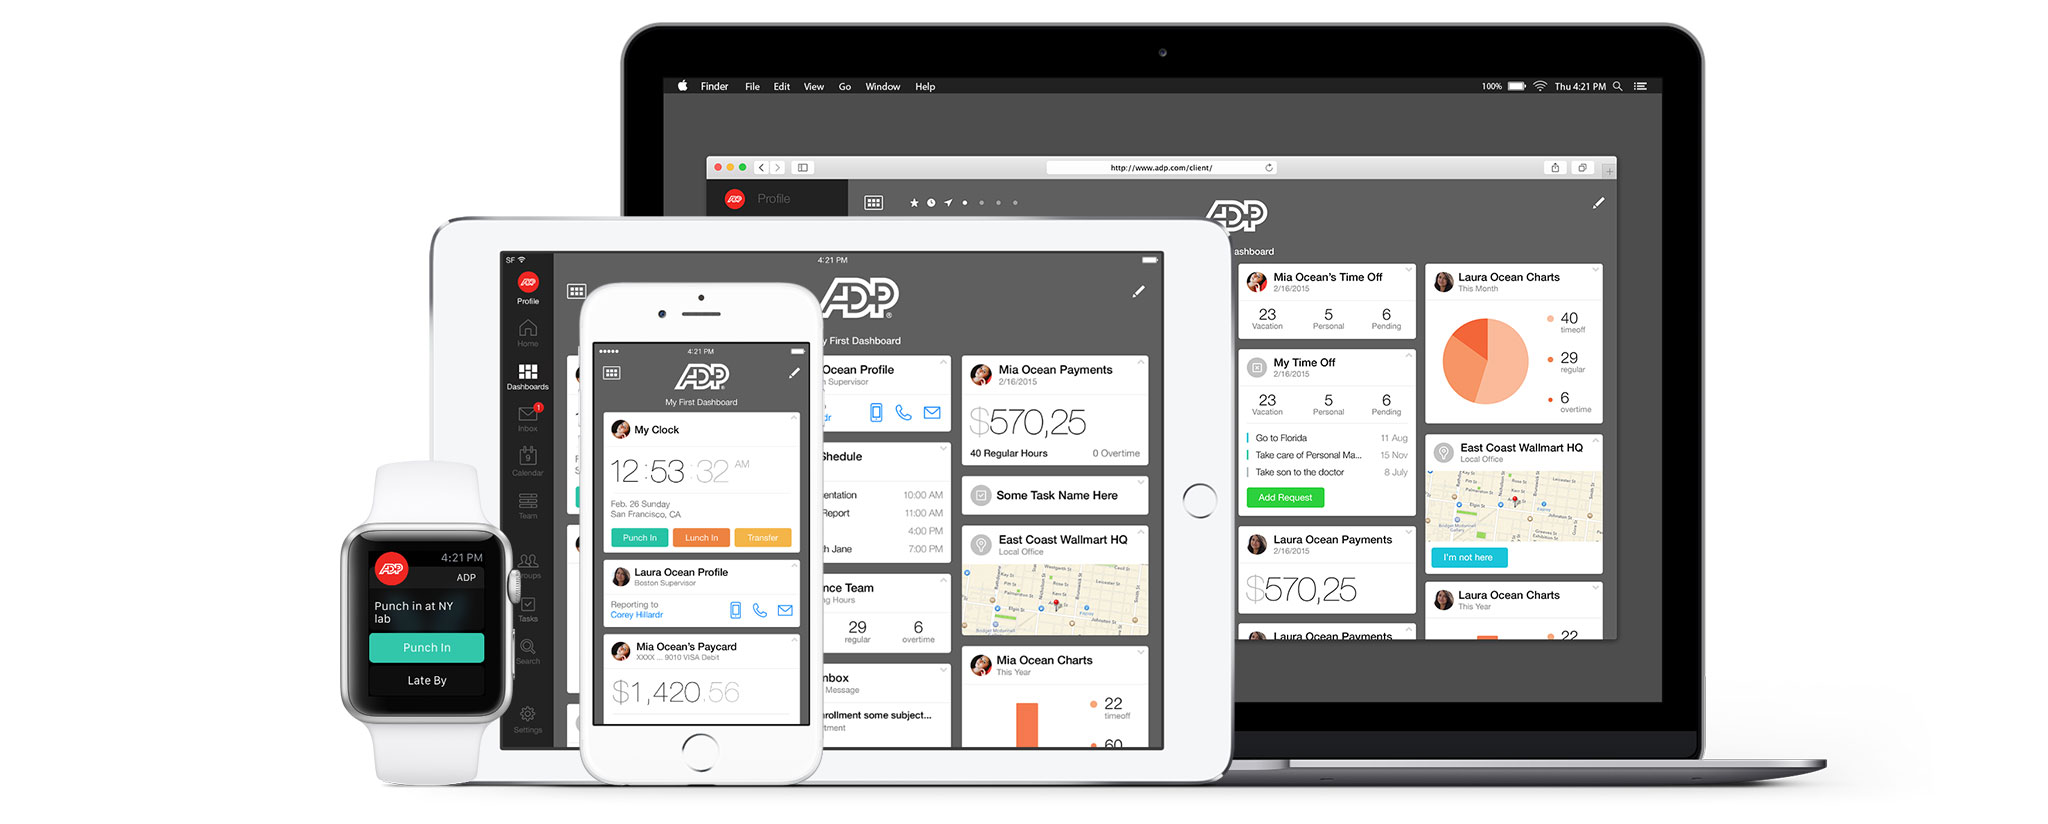 Finder File Edit View Go Window Help
100% Thu 4:21 PM
http://www.adp.com/client/
ADP Profile
ADP
ashboard
Mia Ocean's Time Off
2/16/2015
23 5 6
Vacation Personal Pending
My Time Off
2/16/2015
23 5 6
Vacation Personal Pending
Go to Florida 11 Aug
Take care of Personal Ma... 15 Nov
Take son to the doctor 8 July
Add Request
Laura Ocean Payments
2/16/2015
$570,25
Laura Ocean Payments
Laura Ocean Charts
This Month
40
timeoff
29
regular
6
overtime
East Coast Wallmart HQ
Local Office
I'm not here
Laura Ocean Charts
This Year
22
SF 4:21 PM
ADP
Profile
Home
Dashboards
1
Inbox
9
Calendar
Team
Groups
Tasks
Search
Settings
ADP®
y First Dashboard
Ocean Profile
n Supervisor
rdr
Shedule
entation 10:00 AM
Report 11:00 AM
4:00 PM
th Jane 7:00 PM
nce Team
ng Hours
29 6
regular overtime
nbox
Message
nrollment some subject...
rtment
Mia Ocean Payments
2/16/2015
$570,25
40 Regular Hours 0 Overtime
Some Task Name Here
East Coast Wallmart HQ
Local Office
Mia Ocean Charts
This Year
22
timeoff
60
4:21 PM
ADP
My First Dashboard
My Clock
12:53:32 AM
Feb. 26 Sunday
San Francisco, CA
Punch In Lunch In Transfer
Laura Ocean Profile
Boston Supervisor
Reporting to
Corey Hillardr
Mia Ocean's Paycard
XXXX ... 9010 VISA Debit
$1,420.56
4:21 PM
ADP
ADP
Punch in at NY
lab
Punch In
Late By